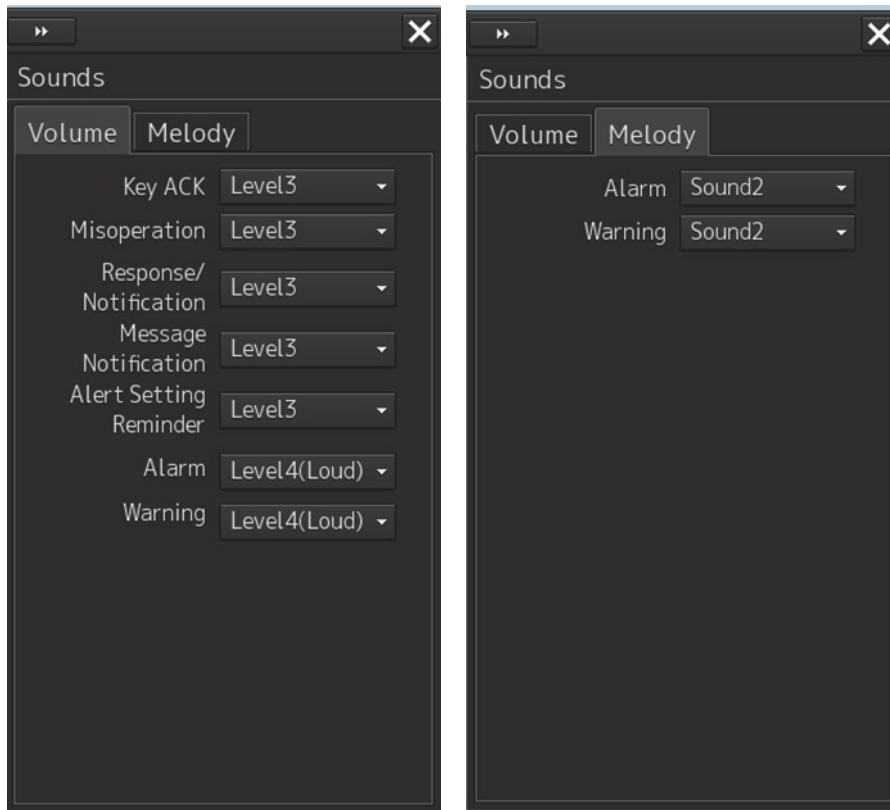 Sounds
Volume Melody
Key ACK Level3
Misoperation Level3
Response/
Notification Level3
Message
Notification Level3
Alert Setting
Reminder Level3
Alarm Level4(Loud)
Warning Level4(Loud)
Sounds
Volume Melody
Alarm Sound2
Warning Sound2